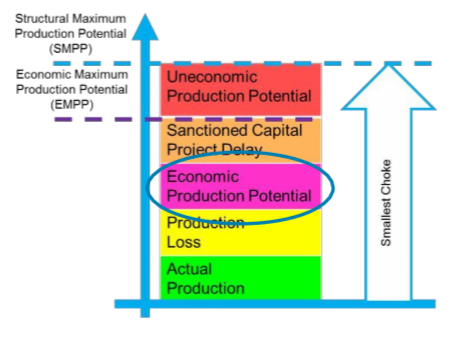 Structural Maximum
Production Potential
(SMPP)
Economic Maximum
Production Potential
(EMPP)
Uneconomic
Production Potential
Sanctioned Capital
Project Delay
Economic
Production Potential
Production
Loss
Actual
Production
Smallest Choke